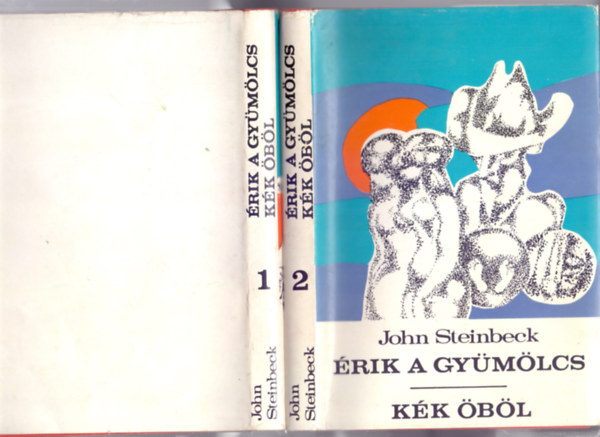 John Steinbeck
ÉRIK A GYÜMÖLCS
KÉK ÖBÖL
1
John Steinbeck
ÉRIK A GYÜMÖLCS
KÉK ÖBÖL
2
John Steinbeck
ÉRIK A GYÜMÖLCS
KÉK ÖBÖL